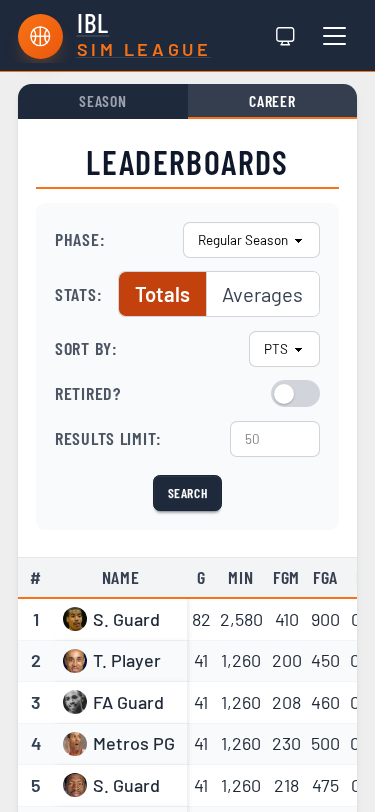 IBL
SIM LEAGUE
SEASON CAREER
LEADERBOARDS
PHASE: Regular Season
STATS: Totals Averages
SORT BY: PTS
RETIRED?
RESULTS LIMIT: 50
SEARCH
# NAME G MIN FGM FGA
1 S. Guard 82 2,580 410 900
2 T. Player 41 1,260 200 450
3 FA Guard 41 1,260 208 460
4 Metros PG 41 1,260 230 500
5 S. Guard 41 1,260 218 475